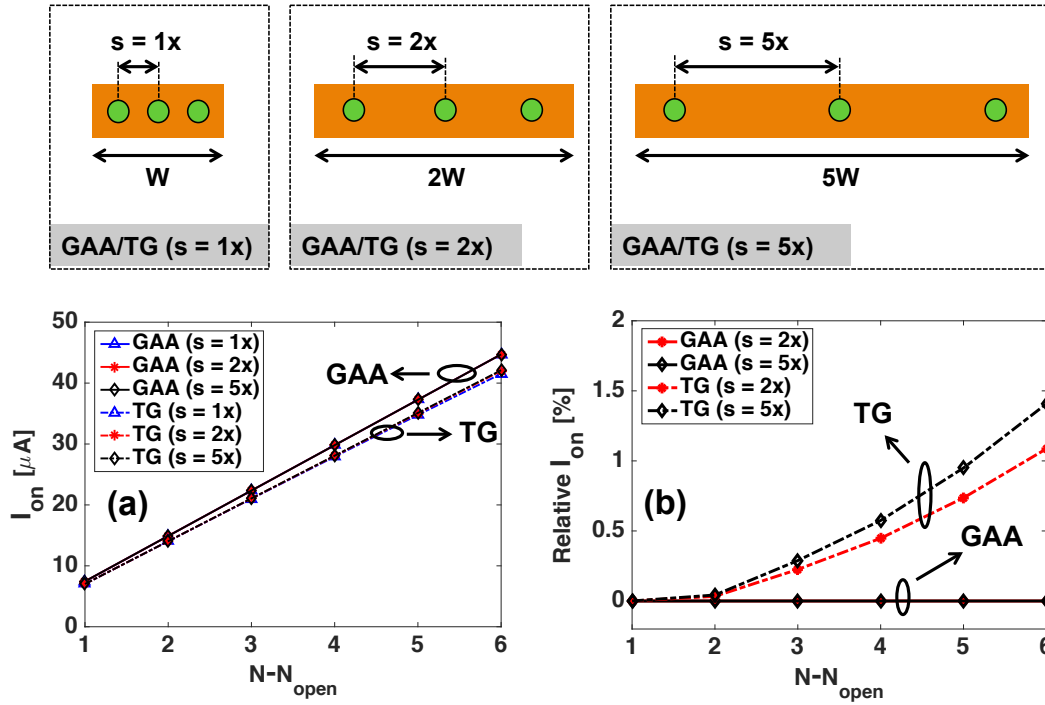 s = 1x
s = 2x
s = 5x
W
2W
5W
GAA/TG (s = 1x)
GAA/TG (s = 2x)
GAA/TG (s = 5x)
50
40
30
20
10
0
1
2
3
4
5
6
I_on [μA]
N-N_open
GAA (s = 1x)
GAA (s = 2x)
GAA (s = 5x)
TG (s = 1x)
TG (s = 2x)
TG (s = 5x)
GAA
TG
(a)
2
1.5
1
0.5
0
1
2
3
4
5
6
Relative I_on [%]
N-N_open
GAA (s = 2x)
GAA (s = 5x)
TG (s = 2x)
TG (s = 5x)
TG
GAA
(b)